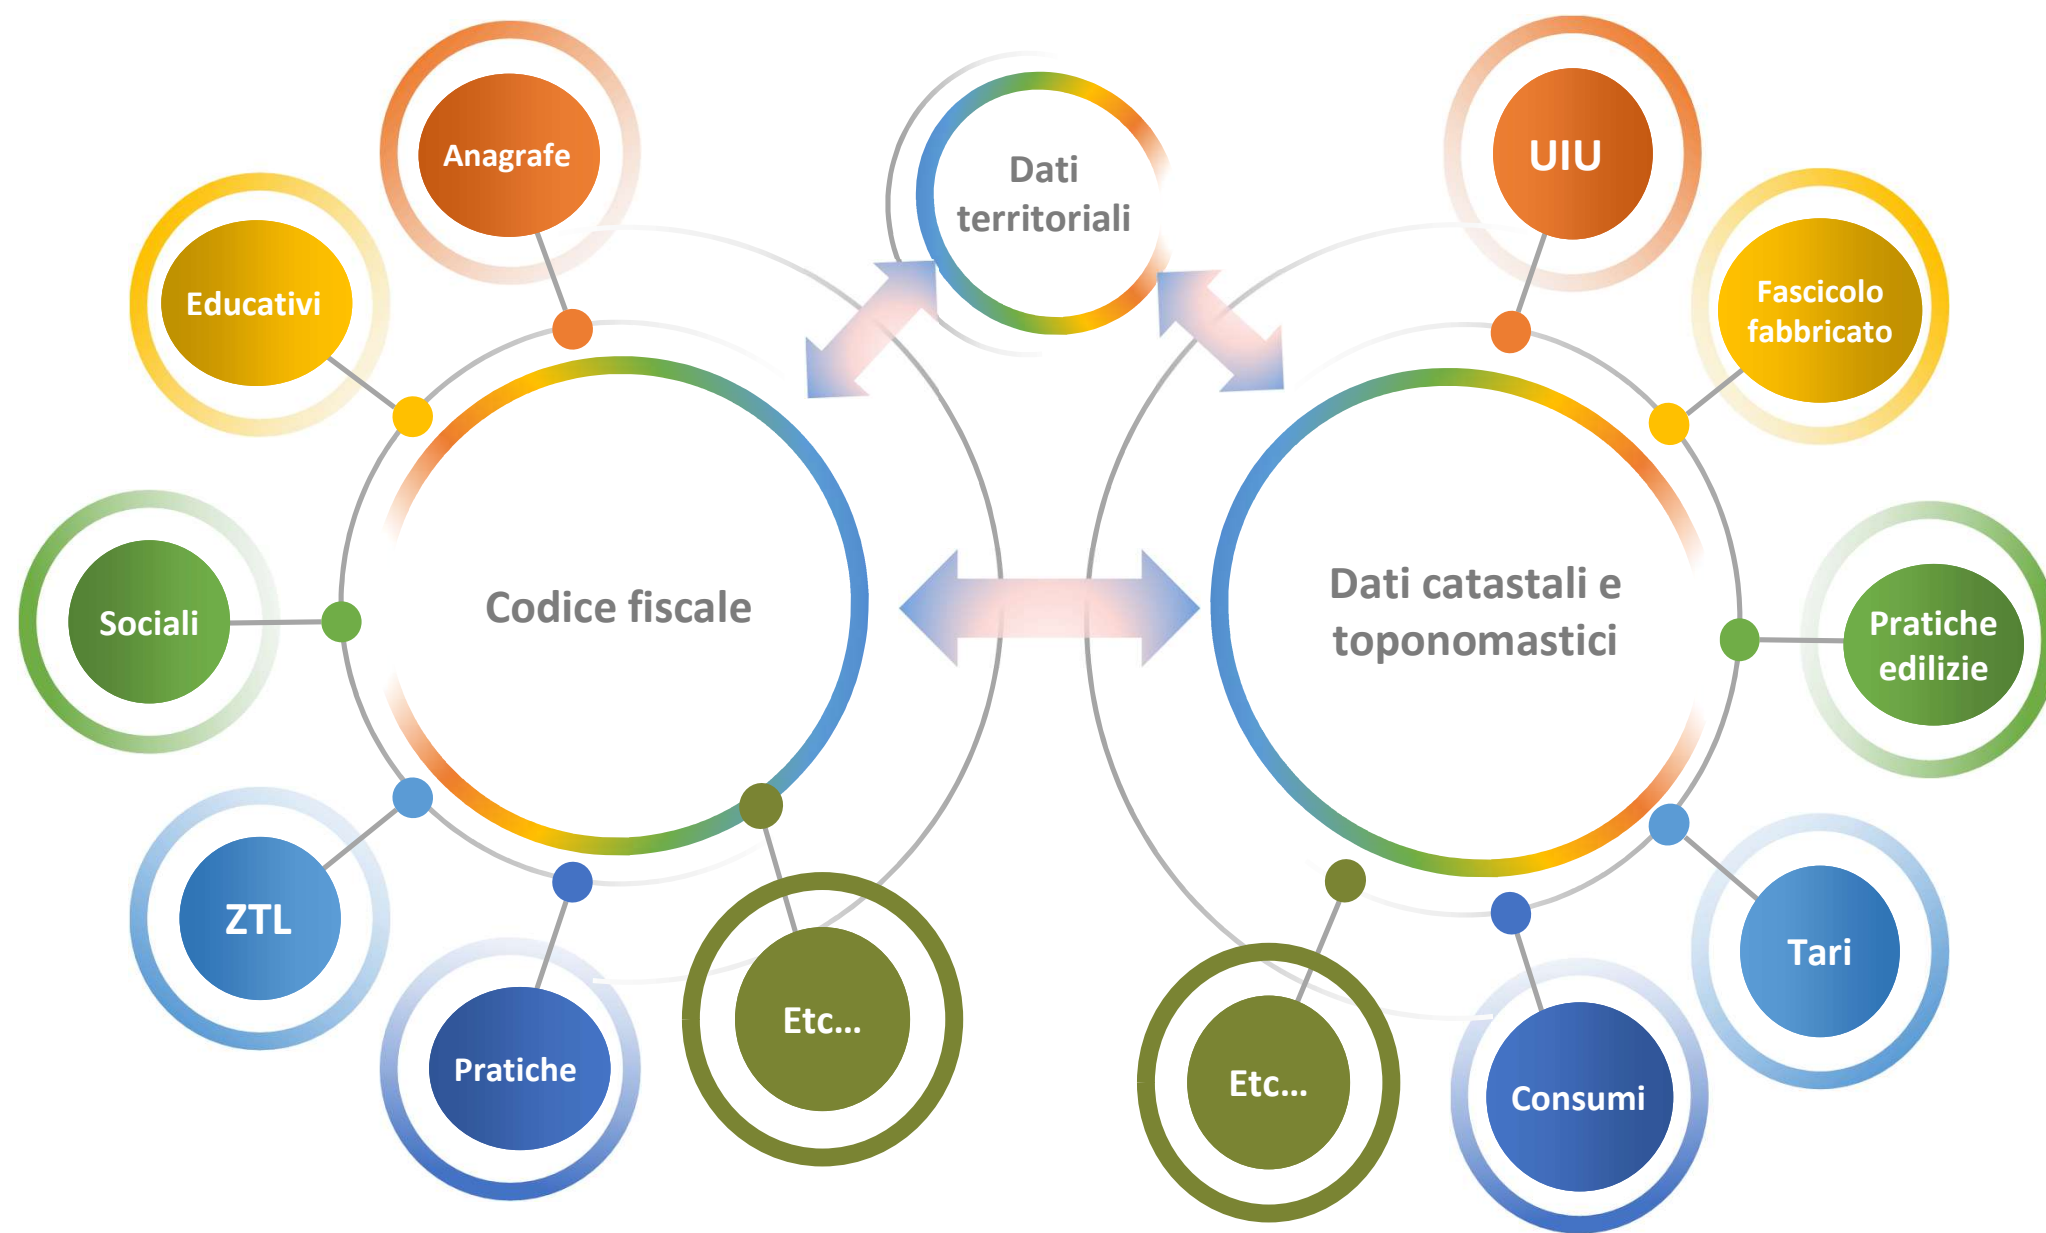 Anagrafe
Educativi
Sociali
ZTL
Pratiche
Etc...
Codice fiscale
Dati
territoriali
Dati catastali e
toponomastici
UIU
Fascicolo
fabbricato
Pratiche
edilizie
Tari
Consumi
Etc...